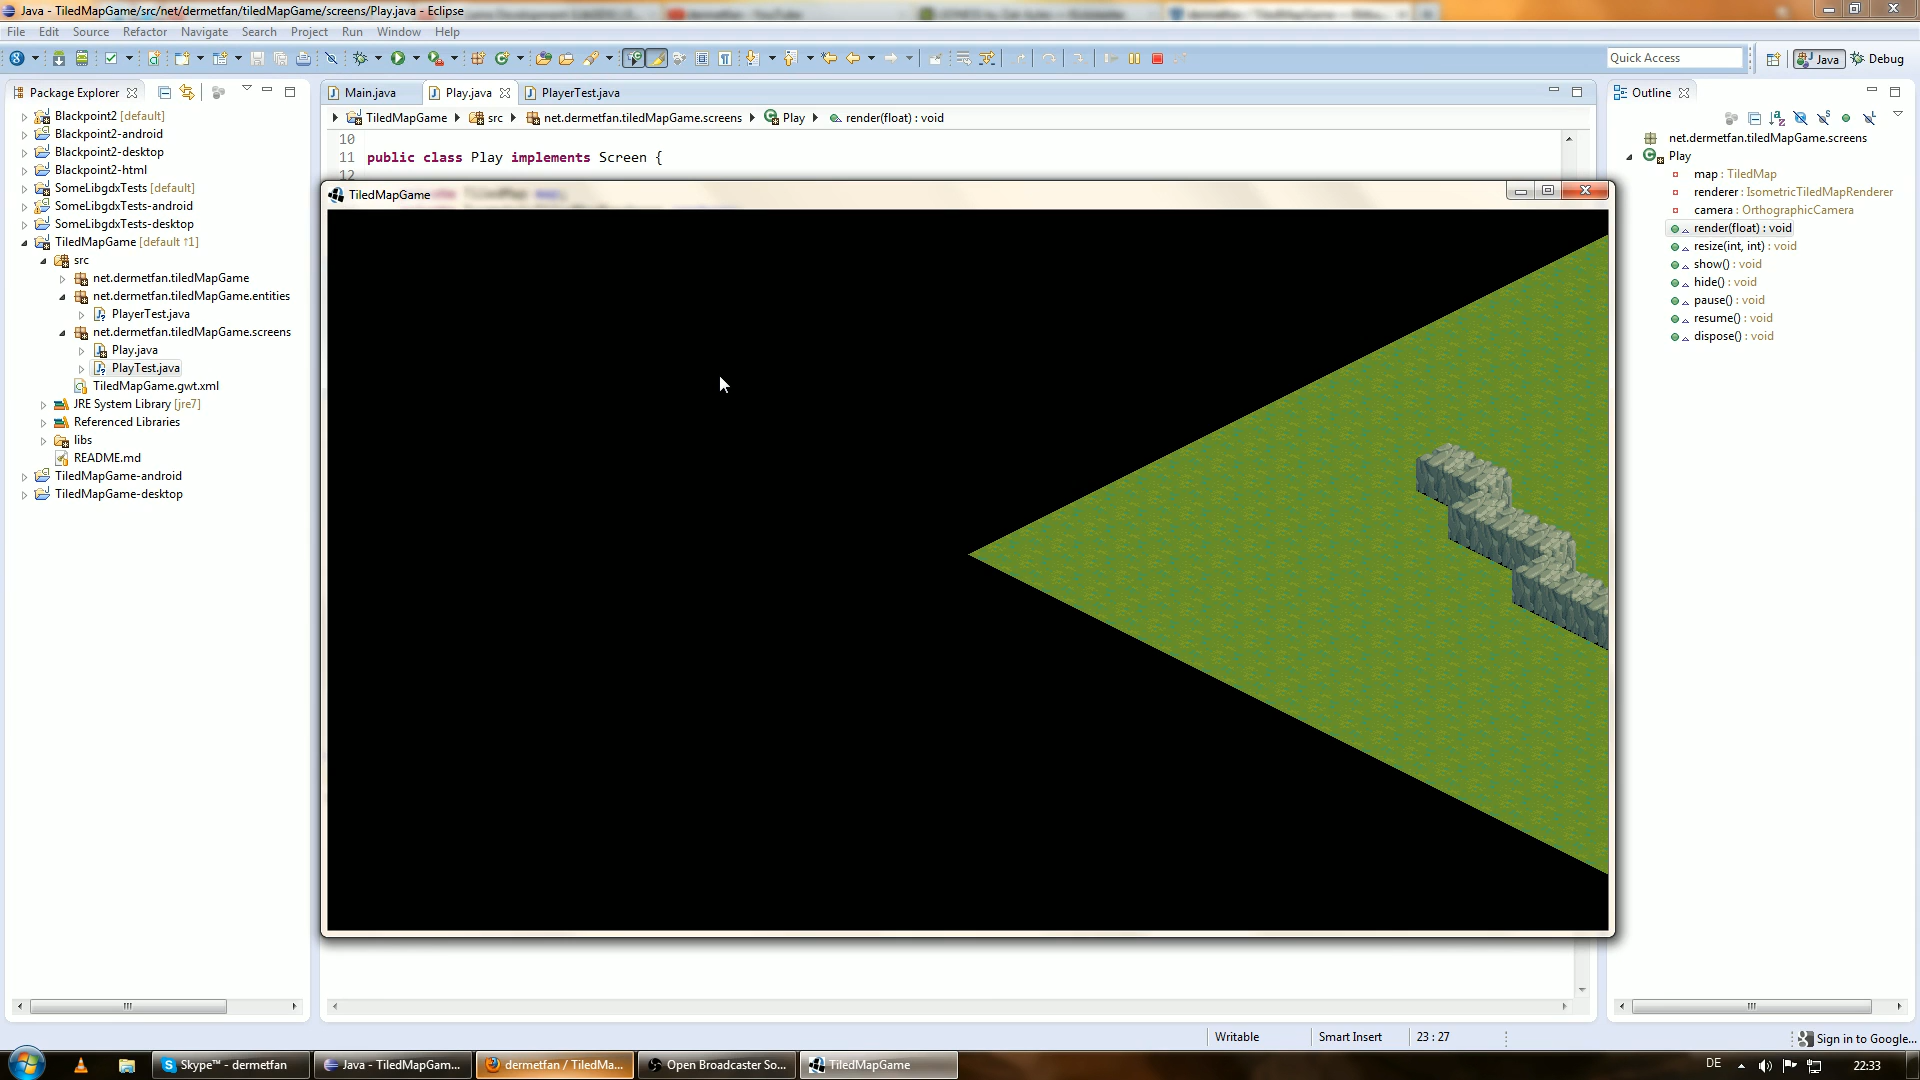 Java - TiledMapGame/src/net/dermetfan/tiledMapGame/screens/Play.java - Eclipse
File Edit Source Refactor Navigate Search Project Run Window Help
Quick Access
Java
Debug
Package Explorer
Blackpoint2 [default]
Blackpoint2-android
Blackpoint2-desktop
Blackpoint2-html
SomeLibgdxTests [default]
SomeLibgdxTests-android
SomeLibgdxTests-desktop
TiledMapGame [default ↑1]
src
net.dermetfan.tiledMapGame
net.dermetfan.tiledMapGame.entities
PlayerTest.java
net.dermetfan.tiledMapGame.screens
Play.java
PlayTest.java
TiledMapGame.gwt.xml
JRE System Library [jre7]
Referenced Libraries
libs
README.md
TiledMapGame-android
TiledMapGame-desktop
Main.java
Play.java
PlayerTest.java
TiledMapGame src net.dermetfan.tiledMapGame.screens Play render(float) : void
10
11 public class Play implements Screen {
12
TiledMapGame
Outline
net.dermetfan.tiledMapGame.screens
Play
map : TiledMap
renderer : IsometricTiledMapRenderer
camera : OrthographicCamera
render(float) : void
resize(int, int) : void
show() : void
hide() : void
pause() : void
resume() : void
dispose() : void
Writable
Smart Insert
23 : 27
Sign in to Google...
Skype™ - dermetfan
Java - TiledMapGam...
dermetfan / TiledMa...
Open Broadcaster So...
TiledMapGame
DE
22:33